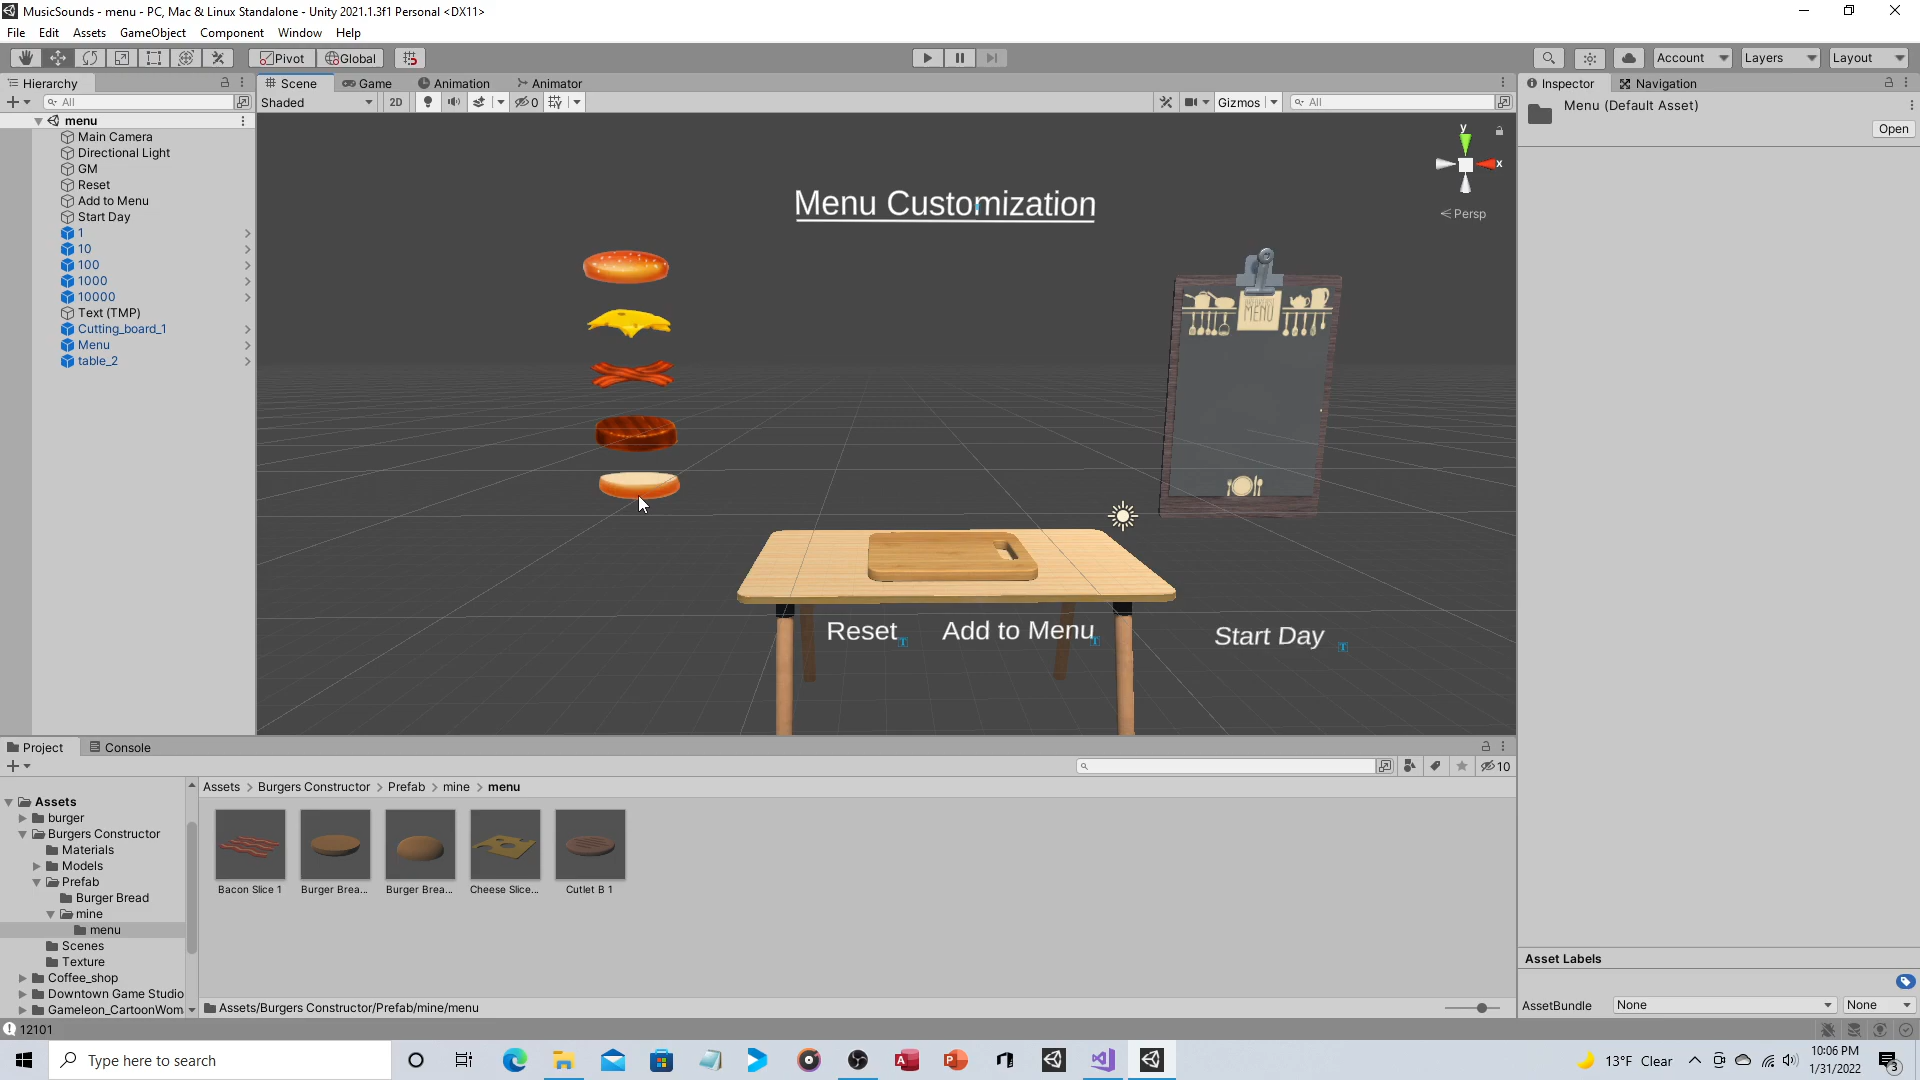 MusicSounds - menu - PC, Mac & Linux Standalone - Unity 2021.1.3f1 Personal <DX11>
File Edit Assets GameObject Component Window Help
Pivot Global Account Layers Layout
Hierarchy Scene Game Animation Animator Inspector Navigation
All Shaded 2D 0 Gizmos All
Menu (Default Asset)
Open
menu
Main Camera
Directional Light
GM
Reset
Add to Menu
Start Day
1
10
100
1000
10000
Text (TMP)
Cutting_board_1
Menu
table_2
y
x
Persp
Menu Customization
MENU
Reset
Add to Menu
Start Day
Project Console
10
Assets
burger
Burgers Constructor
Materials
Models
Prefab
Burger Bread
mine
menu
Scenes
Texture
Coffee_shop
Downtown Game Studio
Gameleon_CartoonWom
Assets > Burgers Constructor > Prefab > mine > menu
Bacon Slice 1 Burger Brea... Burger Brea... Cheese Slice... Cutlet B 1
Assets/Burgers Constructor/Prefab/mine/menu
Asset Labels
AssetBundle None None
12101
Type here to search
13°F Clear
10:06 PM
1/31/2022
3